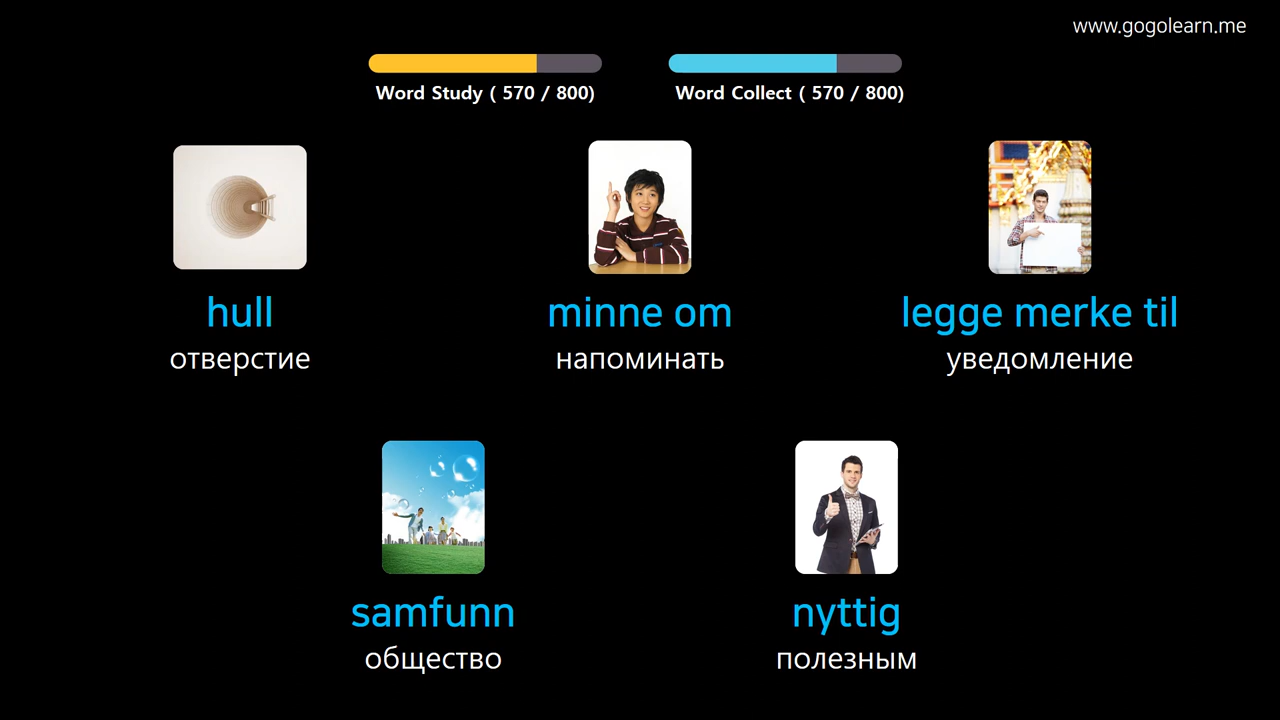 www.gogolearn.me
Word Study ( 570 / 800)
Word Collect ( 570 / 800)
hull
отверстие
minne om
напоминать
legge merke til
уведомление
samfunn
общество
nyttig
полезным